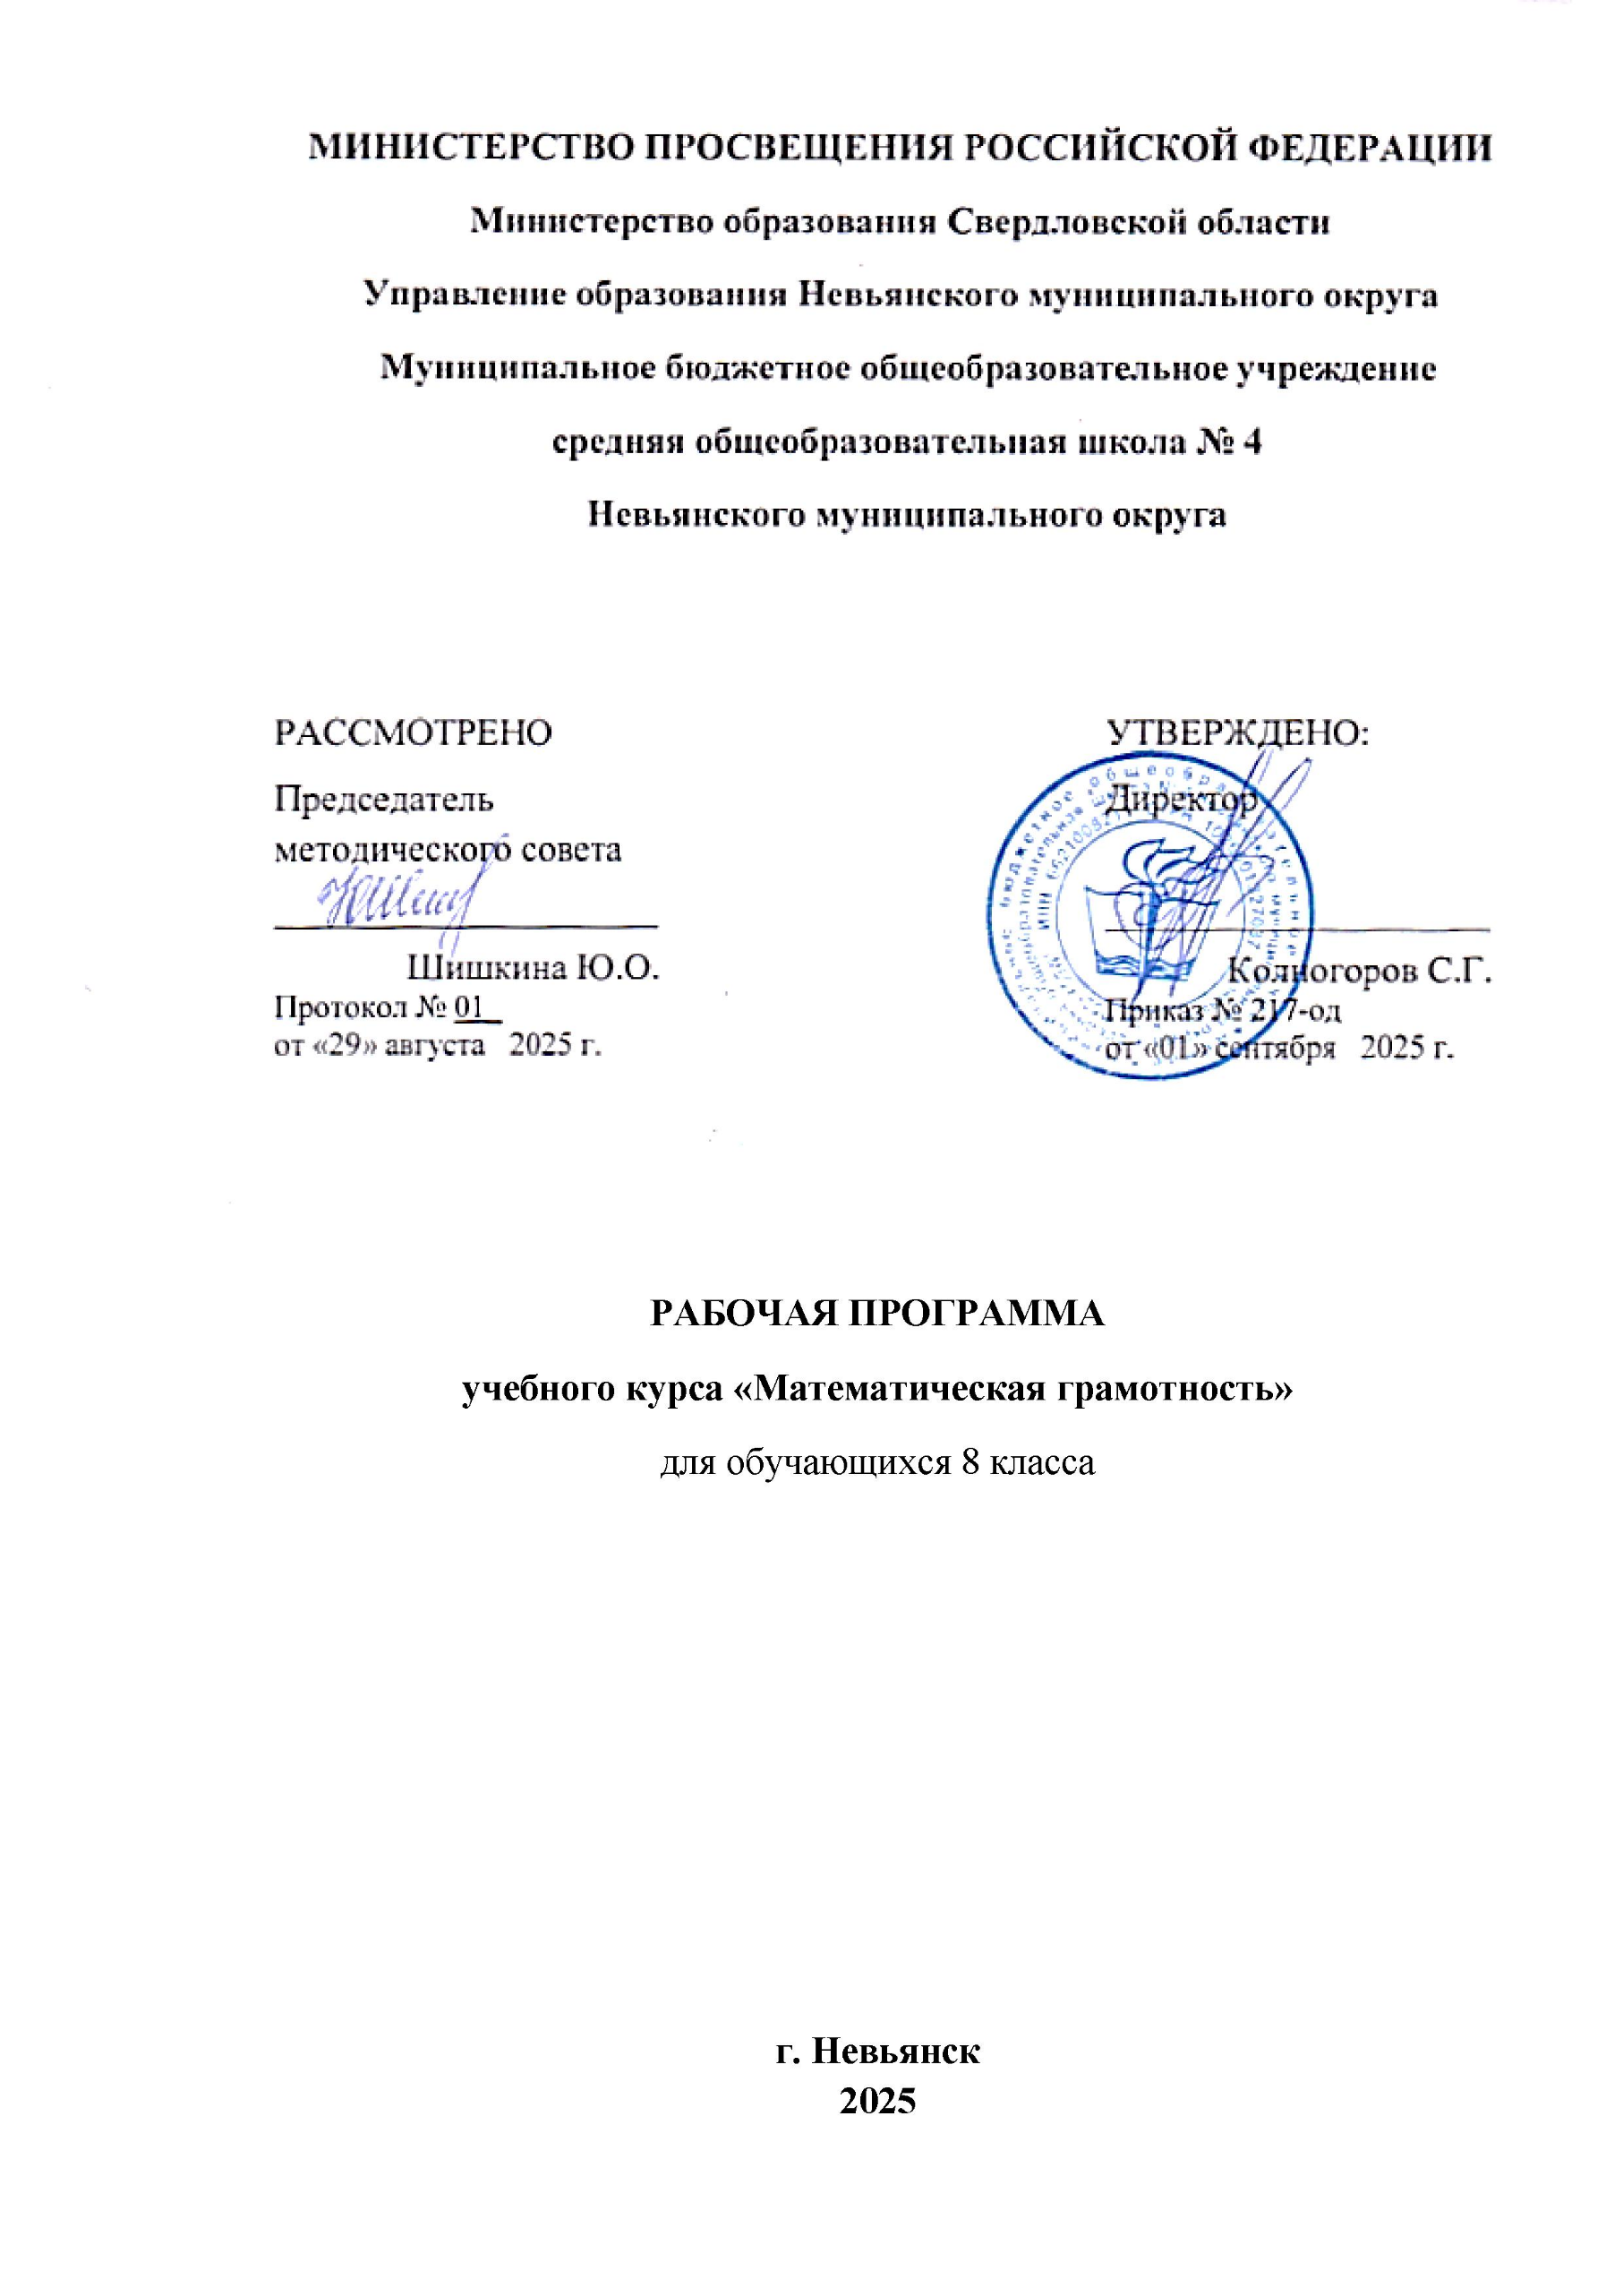 МИНИСТЕРСТВО ПРОСВЕЩЕНИЯ РОССИЙСКОЙ ФЕДЕРАЦИИ
Министерство образования Свердловской области
Управление образования Невьянского муниципального округа
Муниципальное бюджетное общеобразовательное учреждение
средняя общеобразовательная школа № 4
Невьянского муниципального округа
РАССМОТРЕНО
Председатель
методического совета
Шишкина Ю.О.
Протокол № 01
от «29» августа 2025 г.
УТВЕРЖДЕНО:
Директор
Колногоров С.Г.
Приказ № 217-од
от «01» сентября 2025 г.
РАБОЧАЯ ПРОГРАММА
учебного курса «Математическая грамотность»
для обучающихся 8 класса
г. Невьянск
2025